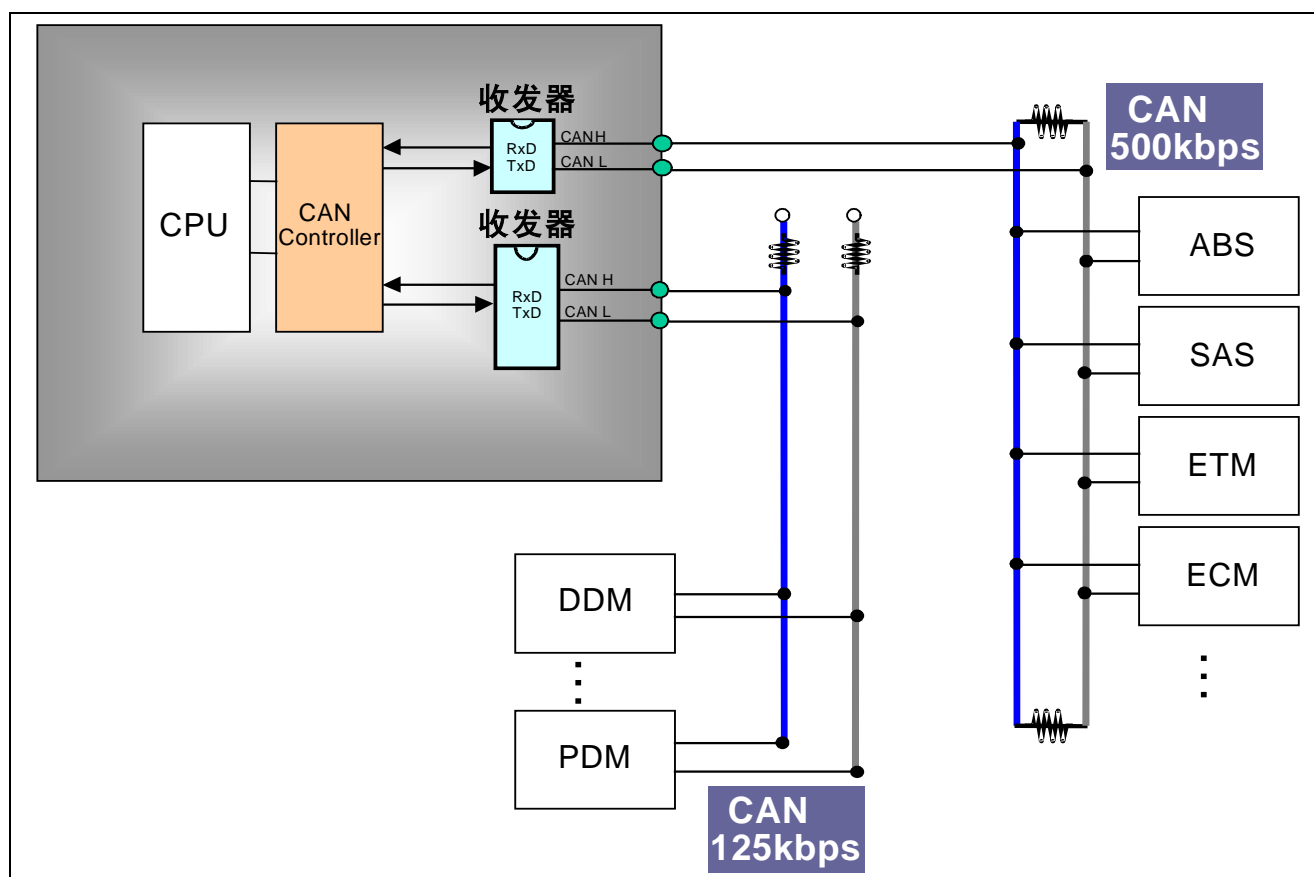 收发器
CAN H
RxD
TxD
CAN L
CPU
CAN
Controller
收发器
CAN H
RxD
TxD
CAN L
CAN
500kbps
ABS
SAS
ETM
ECM
⋮
DDM
⋮
PDM
CAN
125kbps